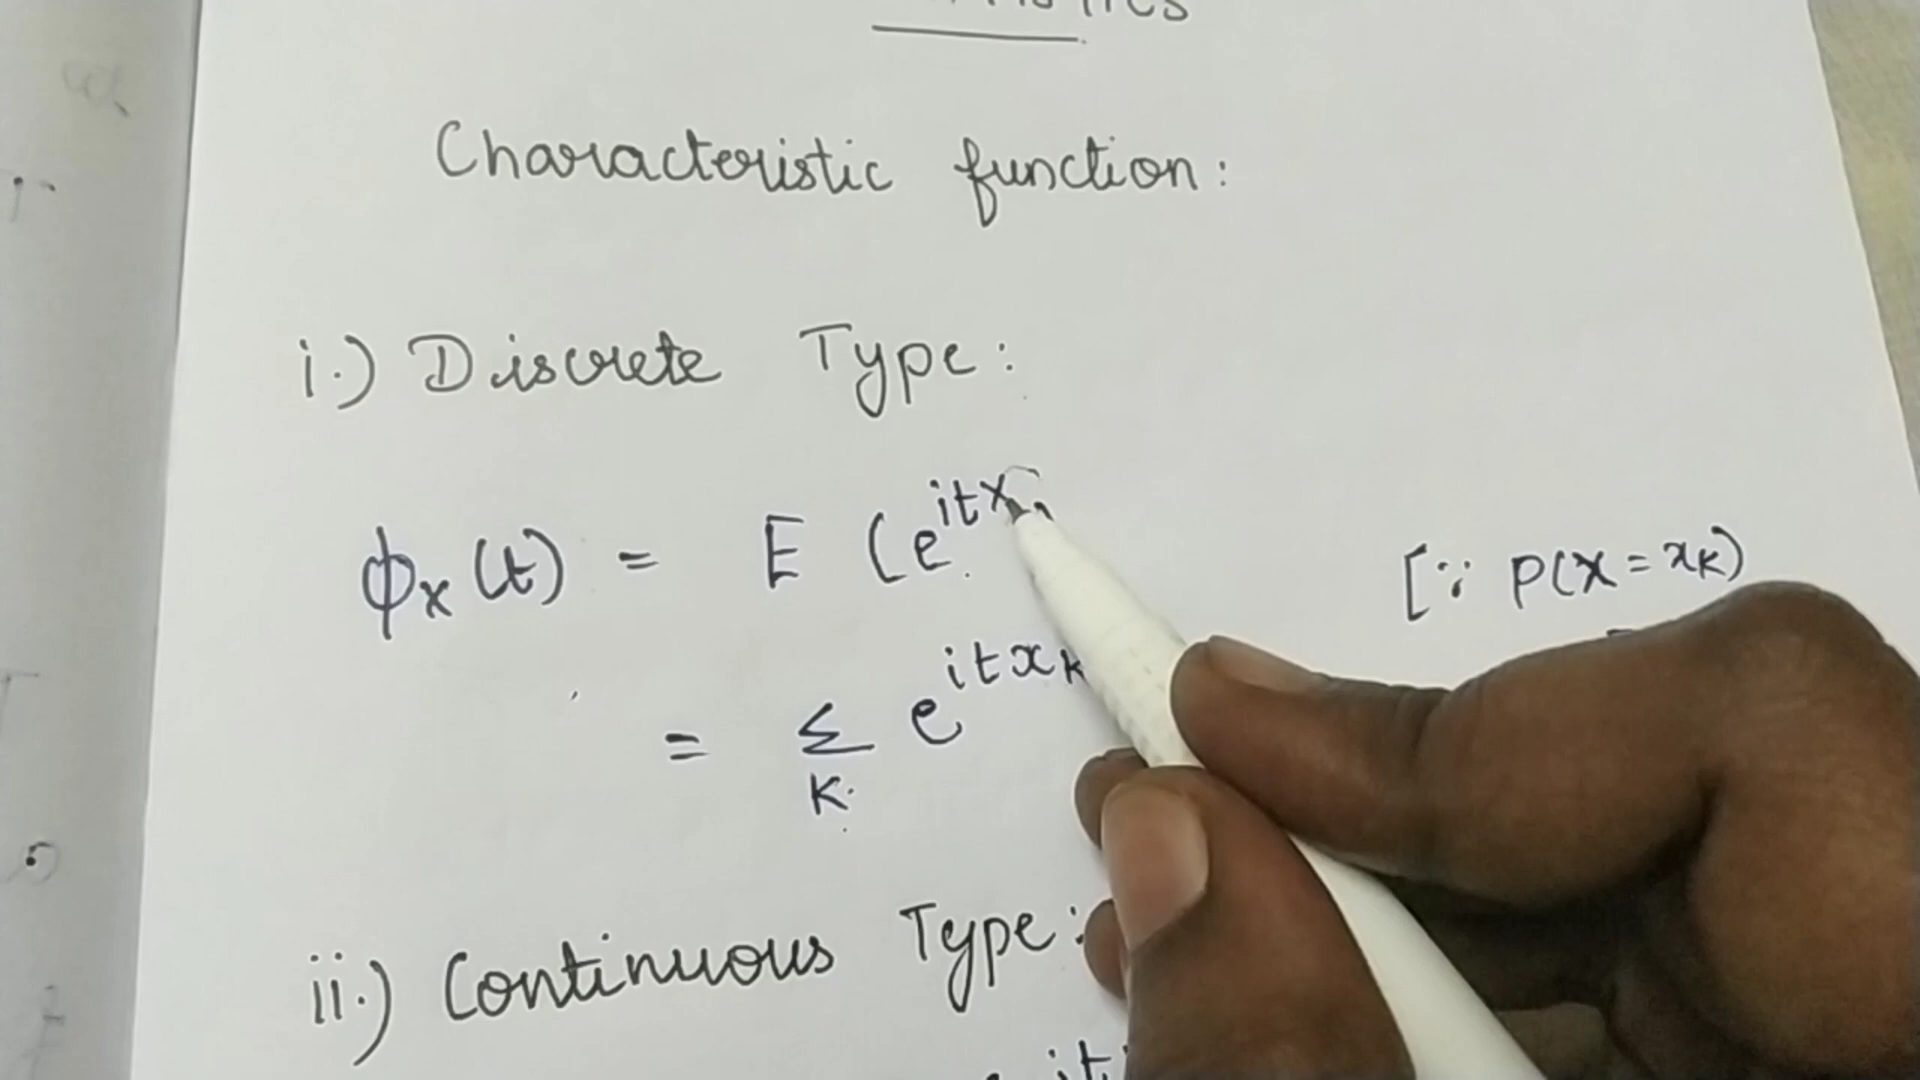 Characteristic function:
i.) Discrete Type:
ϕx (t) = E (e^itX [∵ P(X = xK)
= Σ e^itxK
K
ii.) Continuous Type: